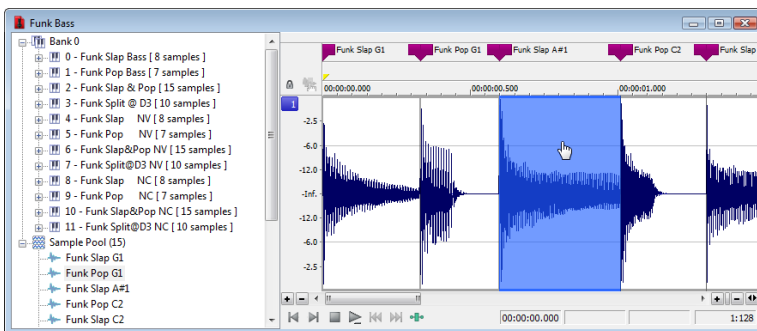 Funk Bass
Bank 0
0 - Funk Slap Bass [ 8 samples ]
1 - Funk Pop Bass [ 7 samples ]
2 - Funk Slap & Pop [ 15 samples ]
3 - Funk Split @ D3 [ 10 samples ]
4 - Funk Slap NV [ 8 samples ]
5 - Funk Pop NV [ 7 samples ]
6 - Funk Slap&Pop NV [ 15 samples ]
7 - Funk Split@D3 NV [ 10 samples ]
8 - Funk Slap NC [ 8 samples ]
9 - Funk Pop NC [ 7 samples ]
10 - Funk Slap&Pop NC [ 15 samples ]
11 - Funk Split@D3 NC [ 10 samples ]
Sample Pool (15)
Funk Slap G1
Funk Pop G1
Funk Slap A#1
Funk Pop C2
Funk Slap C2
Funk Slap G1 Funk Pop G1 Funk Slap A#1 Funk Pop C2 Funk Slap
00:00:00.000 00:00:00.500 00:00:01.000
1
-2.5
-6.0
-12.0
-Inf.
-12.0
-6.0
-2.5
00:00:00.000 1:128